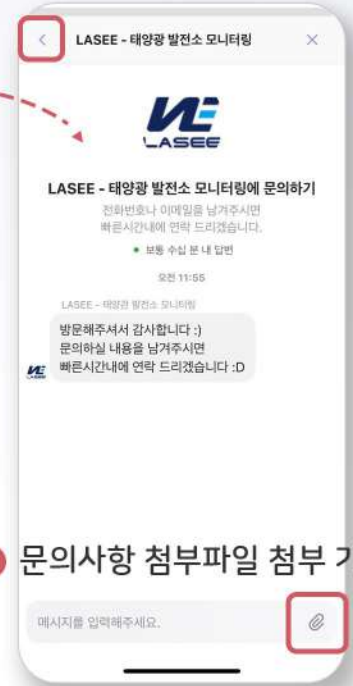 LASEE - 태양광 발전소 모니터링
LASEE
LASEE - 태양광 발전소 모니터링에 문의하기
전화번호나 이메일을 남겨주시면
빠른시간내에 연락 드리겠습니다.
보통 수십 분 내 답변
오전 11:55
LASEE - 태양광 발전소 모니터링
방문해주셔서 감사합니다 :)
문의하실 내용을 남겨주시면
빠른시간내에 연락 드리겠습니다 :D
문의사항 첨부파일 첨부
메시지를 입력해주세요.